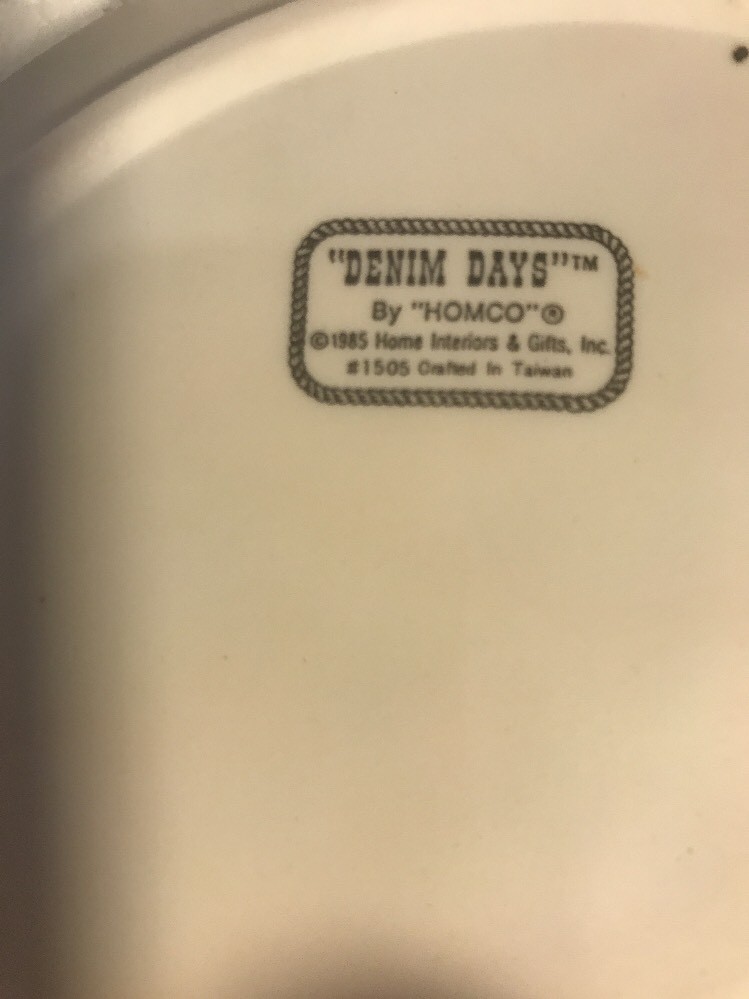 "DENIM DAYS"™
By "HOMCO"®
©1985 Home Interiors & Gifts, Inc.
#1505 Crafted In Taiwan